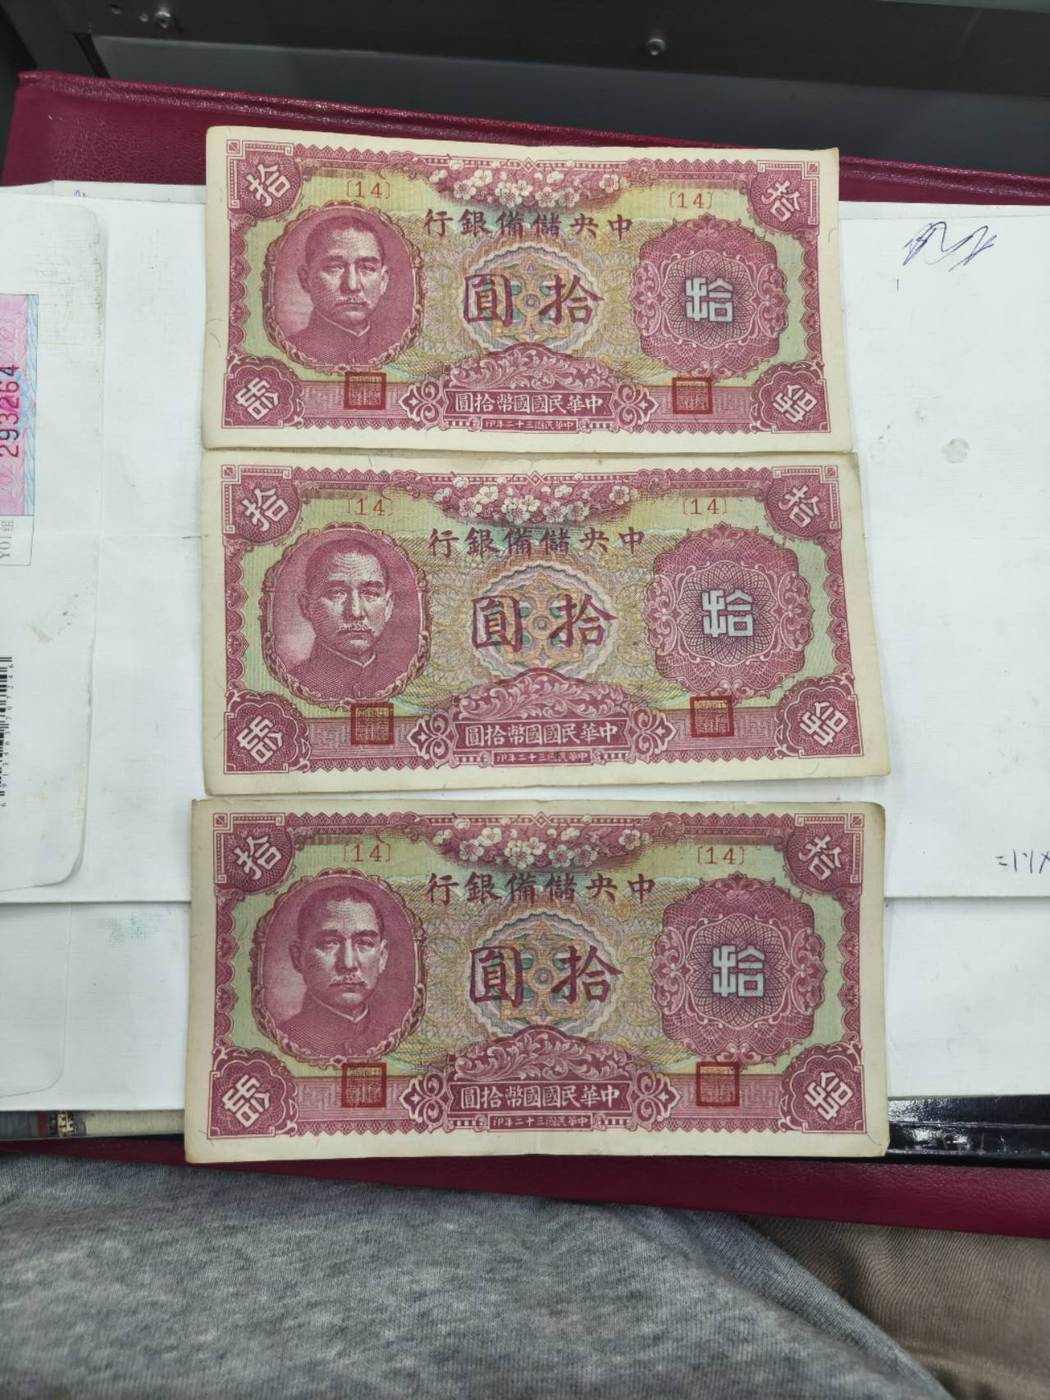 拾 〔14〕 〔14〕 拾
中央儲備銀行
拾圓
拾
拾 中華民國國幣拾圓 拾
中華民國三十二年印
拾 〔14〕 〔14〕 拾
中央儲備銀行
拾圓
拾
拾 中華民國國幣拾圓 拾
中華民國三十二年印
拾 〔14〕 〔14〕 拾
中央儲備銀行
拾圓
拾
拾 中華民國國幣拾圓 拾
中華民國三十二年印
293264